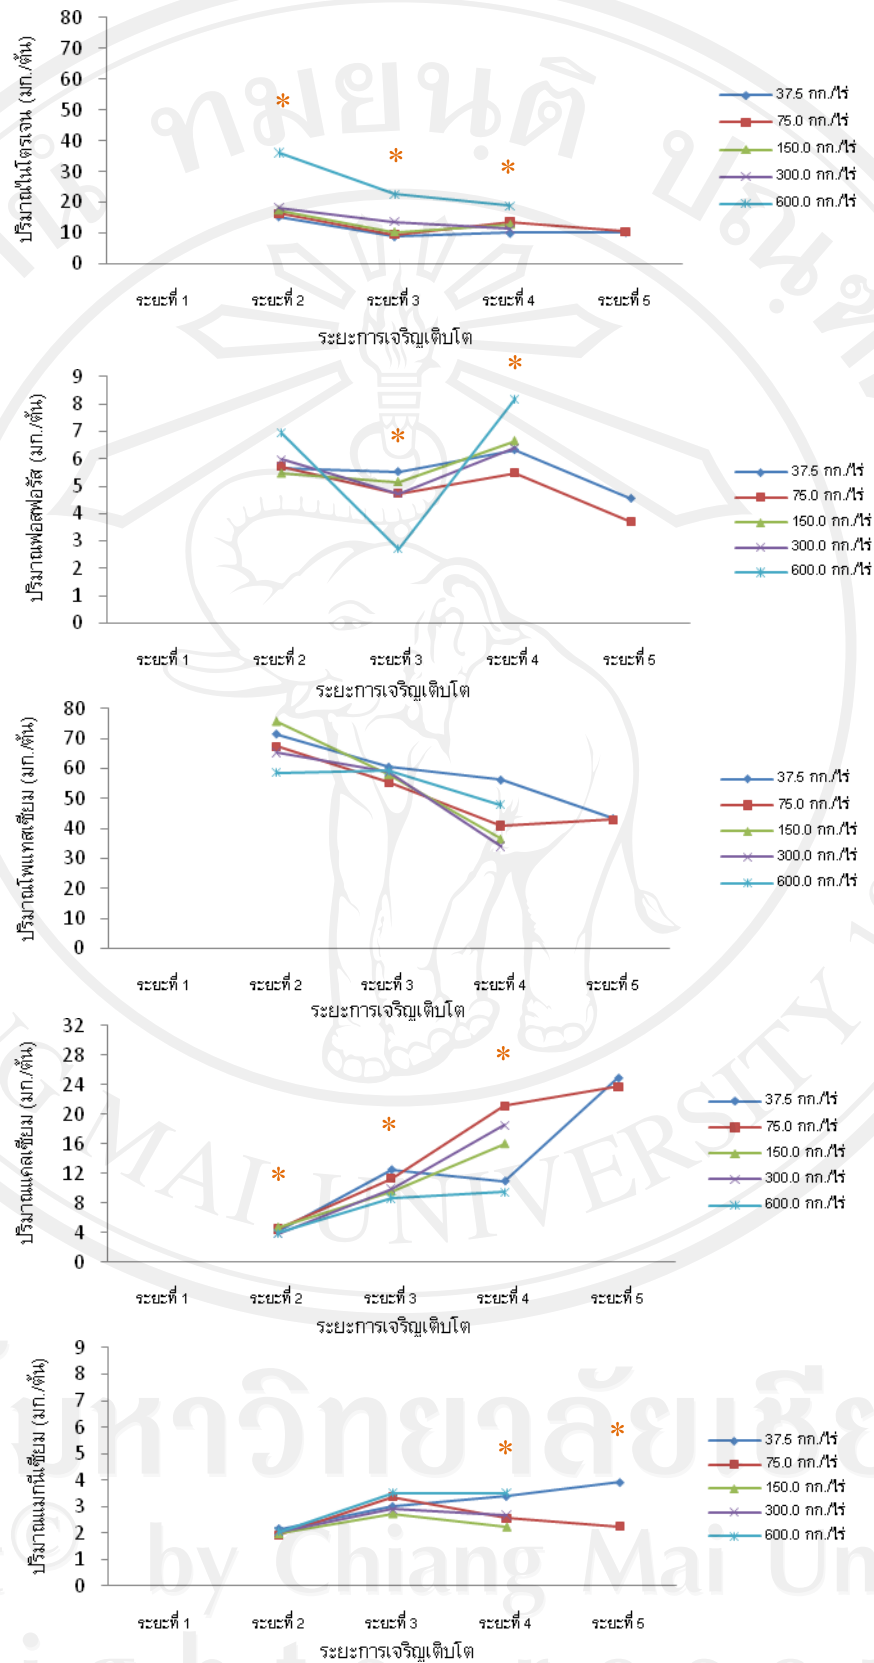 ปริมาณไนโตรเจน (มก./ต้น)
80
70
60
50
40
30
20
10
0
*
*
*
37.5 กก./ไร่
75.0 กก./ไร่
150.0 กก./ไร่
300.0 กก./ไร่
600.0 กก./ไร่
ระยะที่ 1 ระยะที่ 2 ระยะที่ 3 ระยะที่ 4 ระยะที่ 5
ระยะการเจริญเติบโต
ปริมาณฟอสฟอรัส (มก./ต้น)
9
8
7
6
5
4
3
2
1
0
*
*
37.5 กก./ไร่
75.0 กก./ไร่
150.0 กก./ไร่
300.0 กก./ไร่
600.0 กก./ไร่
ระยะที่ 1 ระยะที่ 2 ระยะที่ 3 ระยะที่ 4 ระยะที่ 5
ระยะการเจริญเติบโต
ปริมาณโพแทสเซียม (มก./ต้น)
80
70
60
50
40
30
20
10
0
37.5 กก./ไร่
75.0 กก./ไร่
150.0 กก./ไร่
300.0 กก./ไร่
600.0 กก./ไร่
ระยะที่ 1 ระยะที่ 2 ระยะที่ 3 ระยะที่ 4 ระยะที่ 5
ระยะการเจริญเติบโต
ปริมาณแคลเซียม (มก./ต้น)
32
28
24
20
16
12
8
4
0
*
*
*
37.5 กก./ไร่
75.0 กก./ไร่
150.0 กก./ไร่
300.0 กก./ไร่
600.0 กก./ไร่
ระยะที่ 1 ระยะที่ 2 ระยะที่ 3 ระยะที่ 4 ระยะที่ 5
ระยะการเจริญเติบโต
ปริมาณแมกนีเซียม (มก./ต้น)
9
8
7
6
5
4
3
2
1
0
*
*
37.5 กก./ไร่
75.0 กก./ไร่
150.0 กก./ไร่
300.0 กก./ไร่
600.0 กก./ไร่
ระยะที่ 1 ระยะที่ 2 ระยะที่ 3 ระยะที่ 4 ระยะที่ 5
ระยะการเจริญเติบโต
MAI UNIVERSITY
© by Chiang Mai